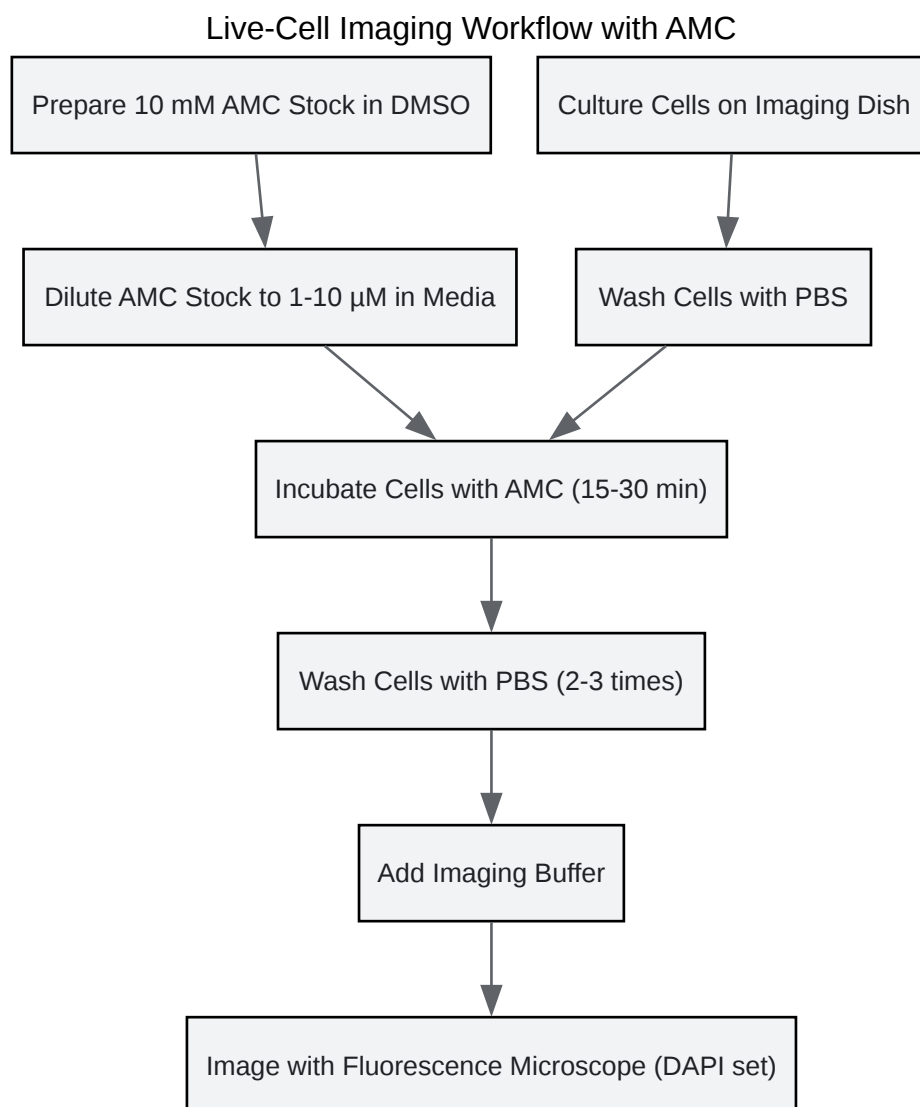 Live-Cell Imaging Workflow with AMC
Prepare 10 mM AMC Stock in DMSO
Culture Cells on Imaging Dish
Dilute AMC Stock to 1-10 µM in Media
Wash Cells with PBS
Incubate Cells with AMC (15-30 min)
Wash Cells with PBS (2-3 times)
Add Imaging Buffer
Image with Fluorescence Microscope (DAPI set)